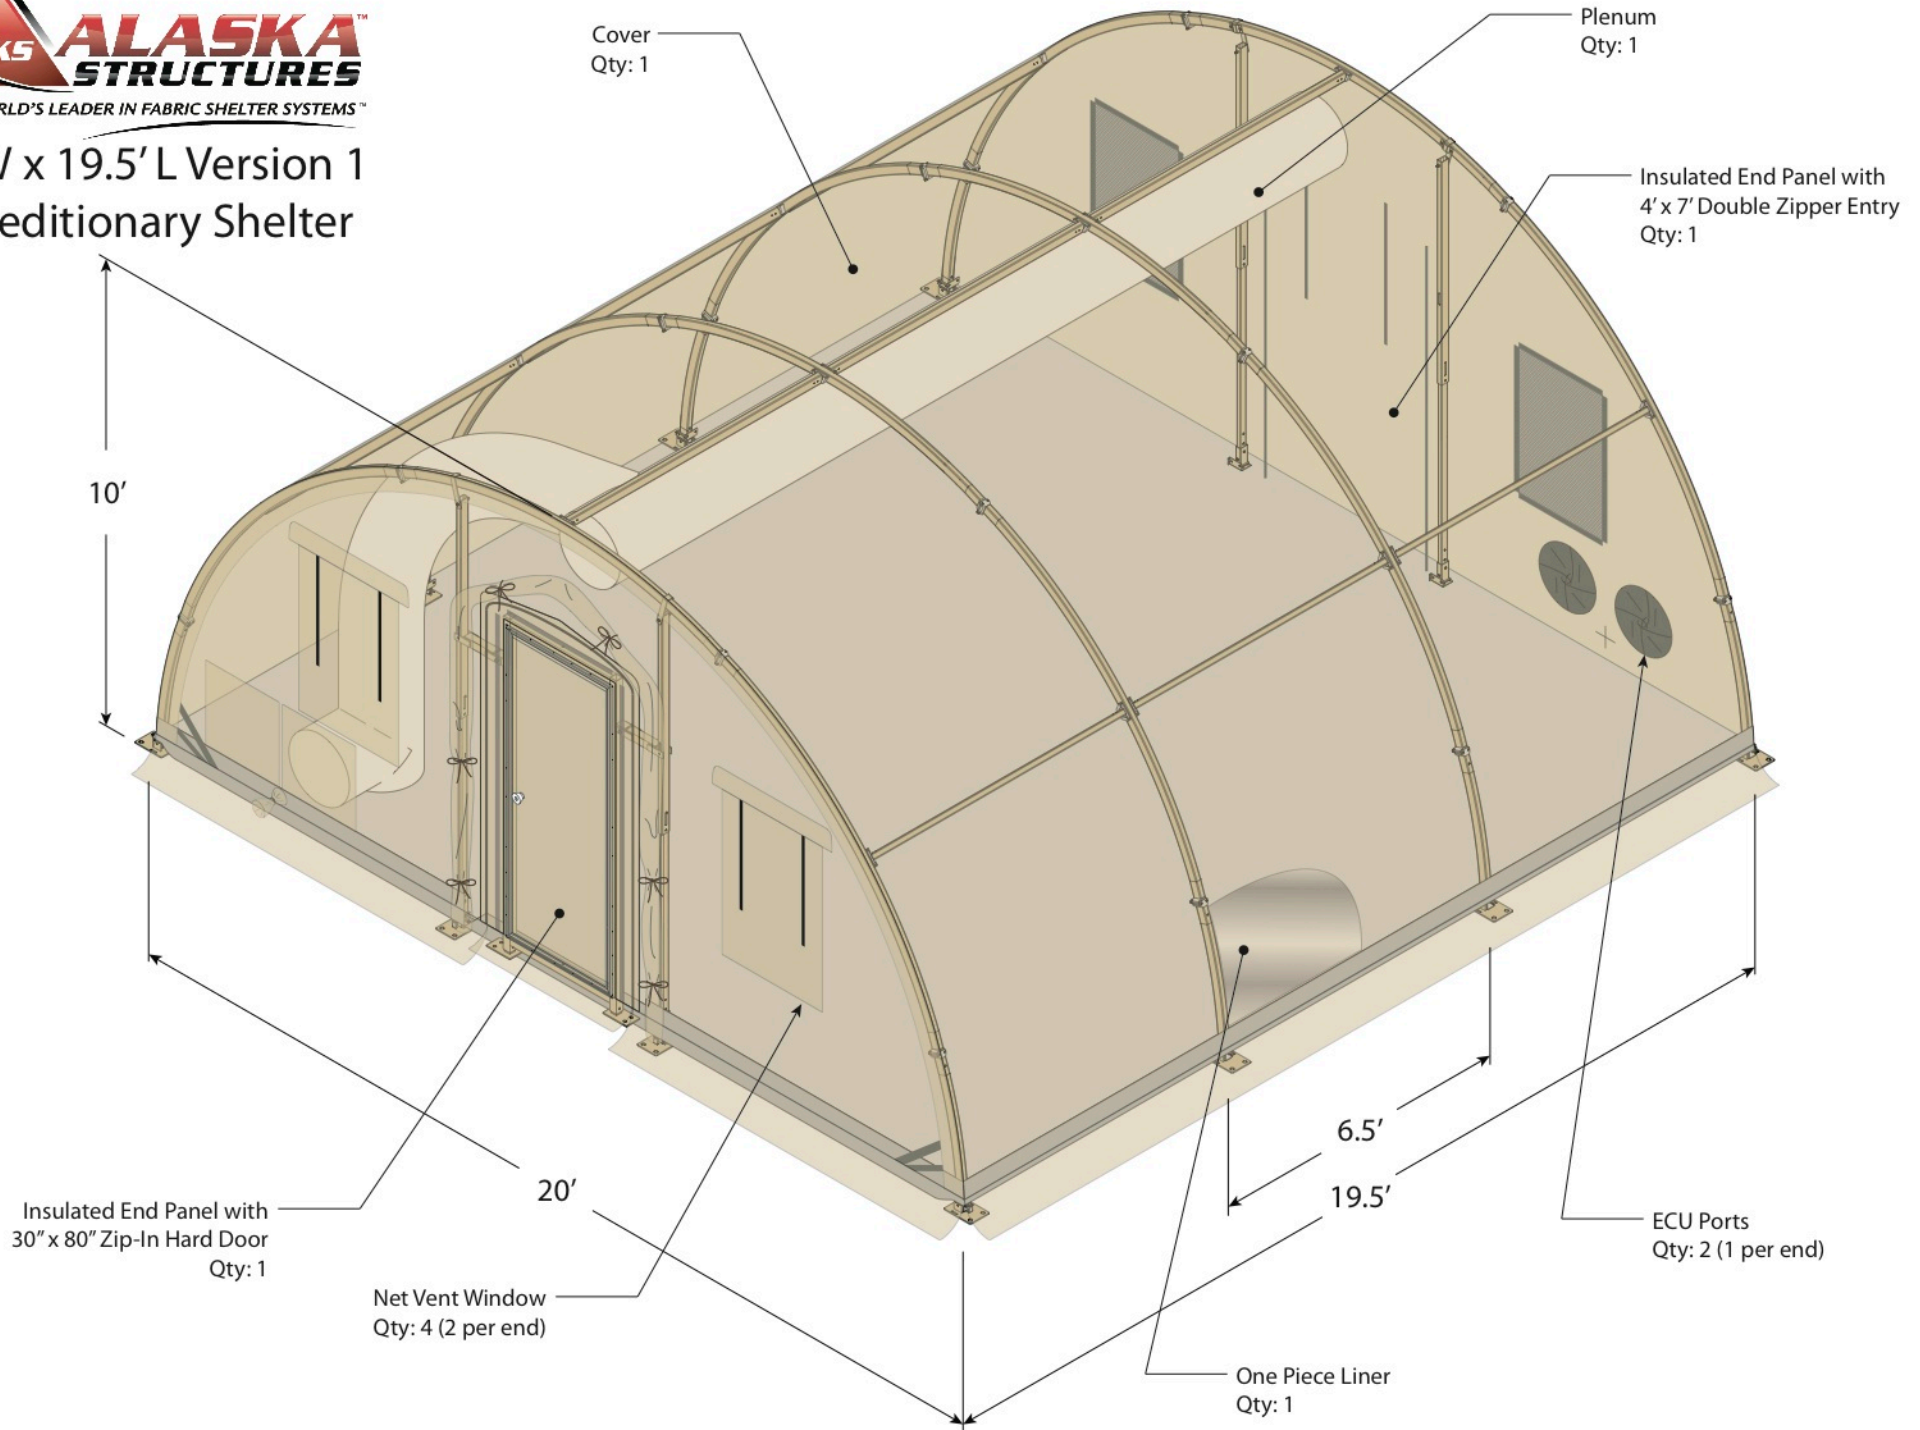 KS ALASKA™
STRUCTURES
RLD'S LEADER IN FABRIC SHELTER SYSTEMS™
x 19.5' L Version 1
editionary Shelter
Cover
Qty: 1
Plenum
Qty: 1
Insulated End Panel with
4' x 7' Double Zipper Entry
Qty: 1
10'
20'
6.5'
19.5'
Insulated End Panel with
30" x 80" Zip-In Hard Door
Qty: 1
Net Vent Window
Qty: 4 (2 per end)
One Piece Liner
Qty: 1
ECU Ports
Qty: 2 (1 per end)